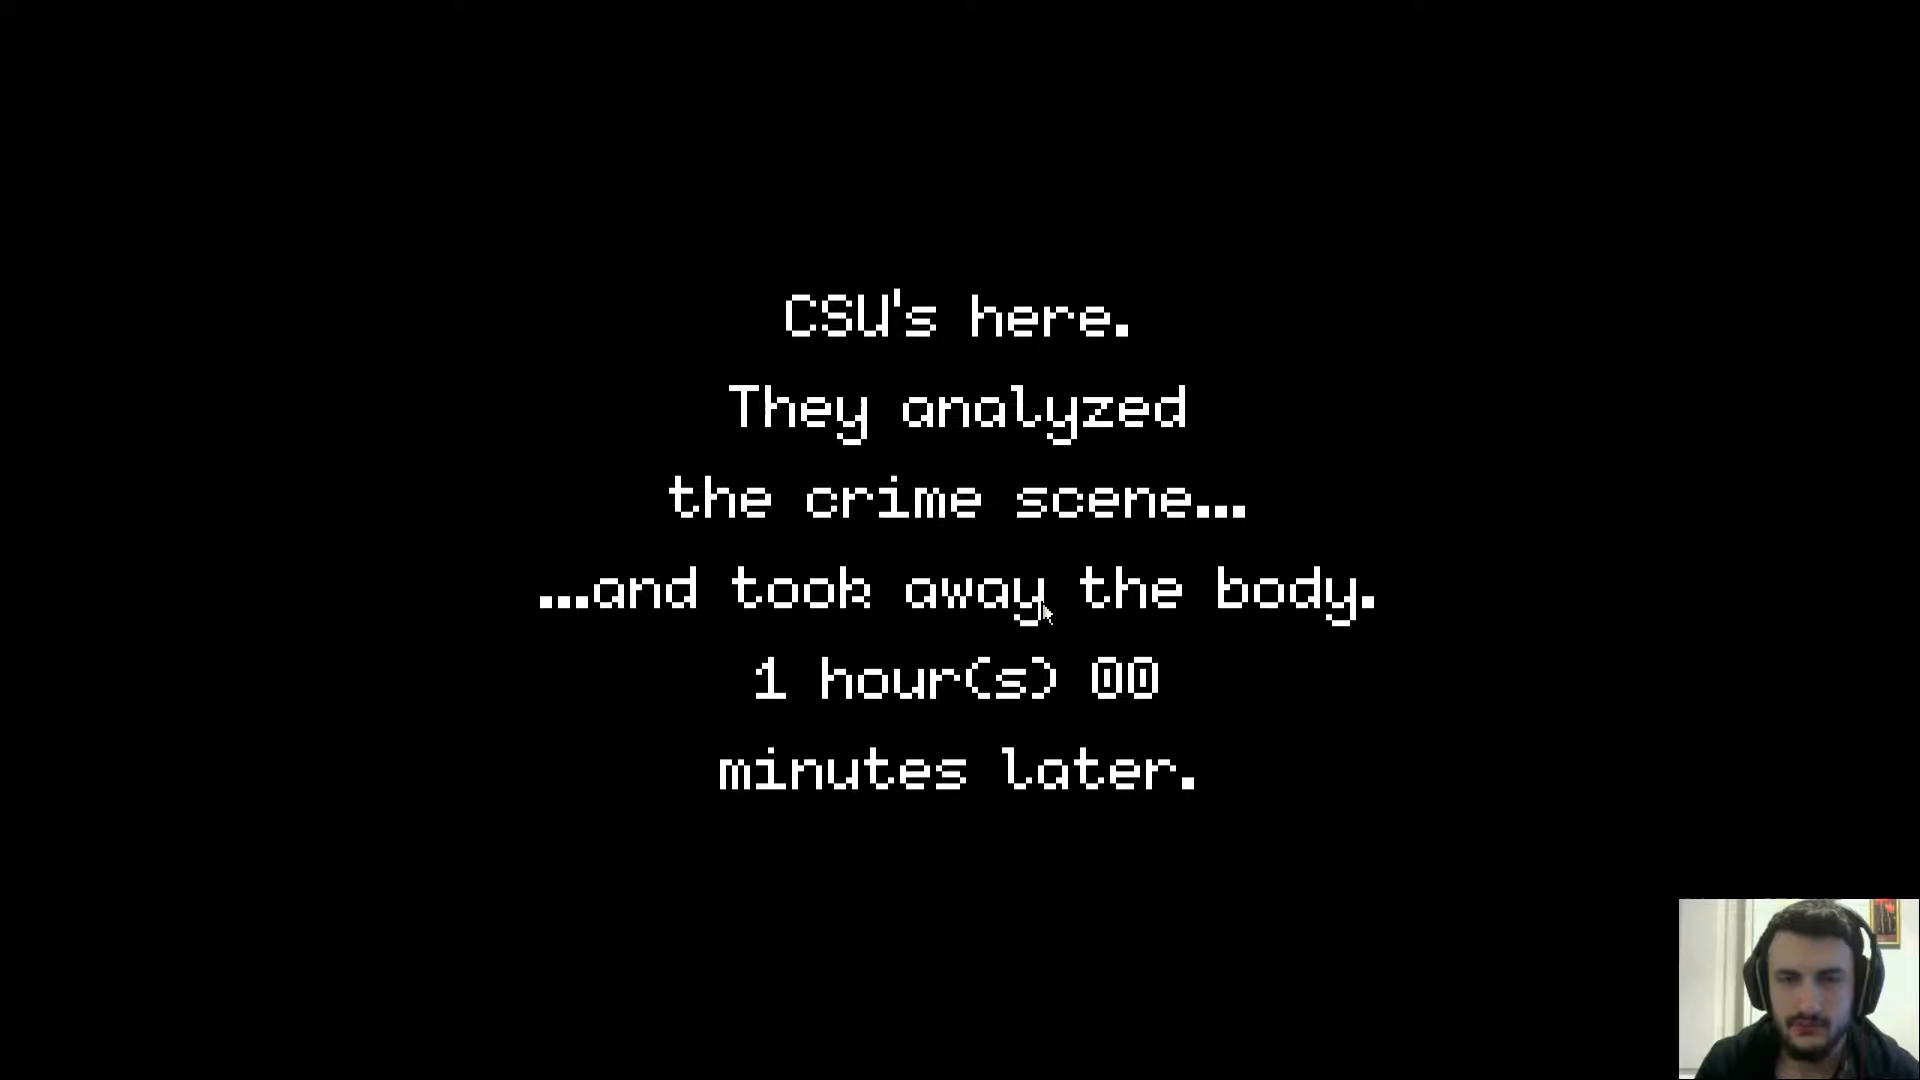 CSU's here.
They analyzed
the crime scene...
...and took away the body.
1 hour(s) 00
minutes later.